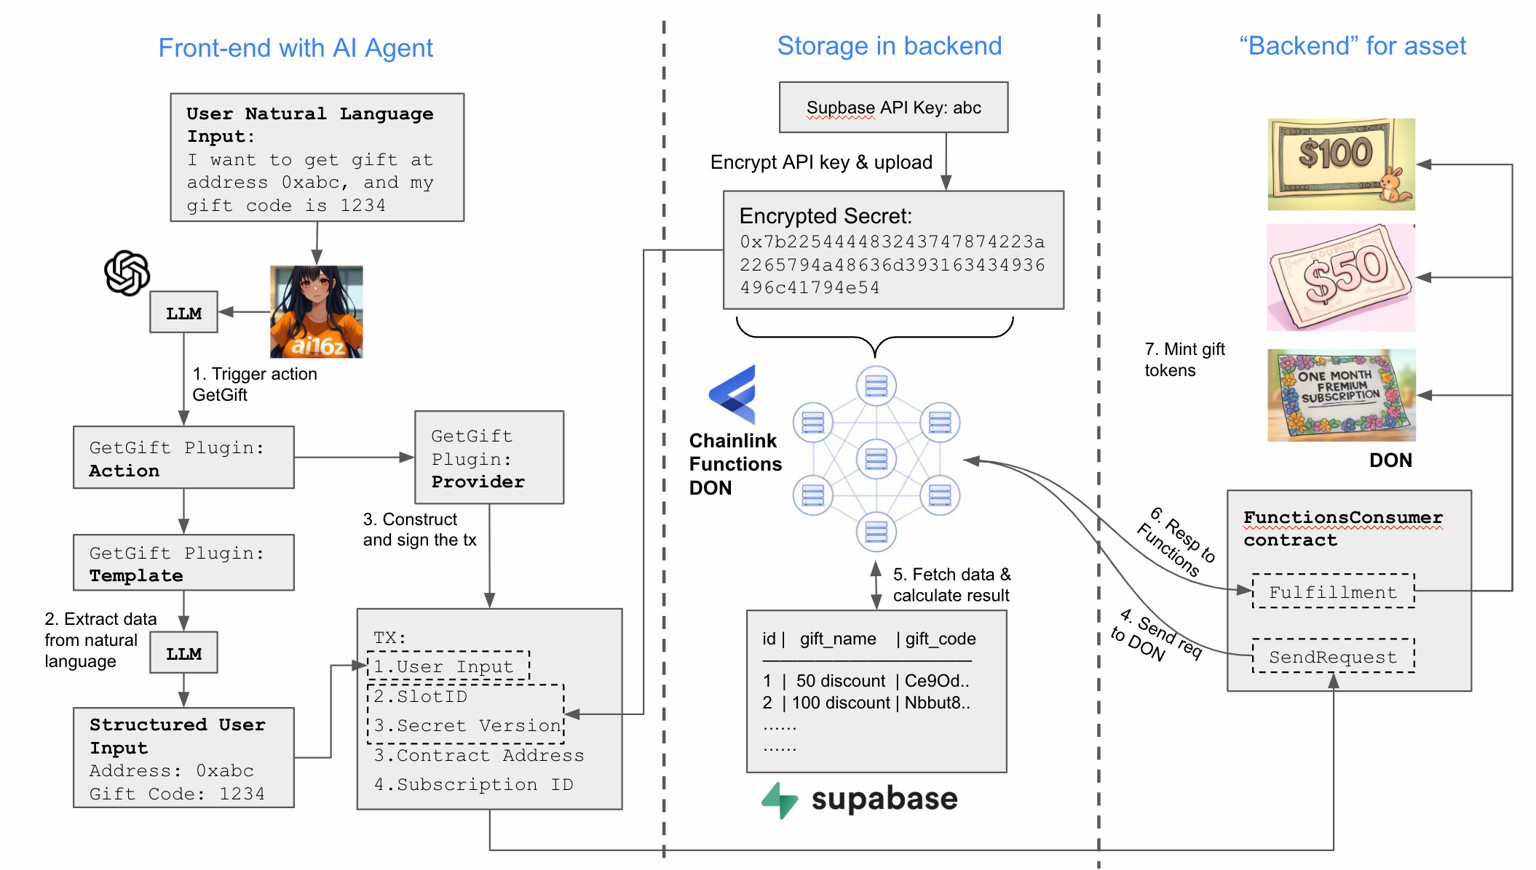 Front-end with AI Agent
User Natural Language
Input:
I want to get gift at
address 0xabc, and my
gift code is 1234
LLM
ai16z
1. Trigger action
GetGift
GetGift Plugin:
Action
GetGift
Plugin:
Provider
GetGift Plugin:
Template
3. Construct
and sign the tx
2. Extract data
from natural
language
LLM
Structured User
Input
Address: 0xabc
Gift Code: 1234
TX:
1.User Input
2.SlotID
3.Secret Version
3.Contract Address
4.Subscription ID
Storage in backend
Supbase API Key: abc
Encrypt API key & upload
Encrypted Secret:
0x7b225444483243747874223a
2265794a48636d393163434936
496c41794e54
Chainlink
Functions
DON
5. Fetch data &
calculate result
id | gift_name | gift_code
1 | 50 discount | Ce9Od..
2 | 100 discount | Nbbut8..
......
......
supabase
“Backend” for asset
$100
COUPON
$50
ONE MONTH
FREMIUM
SUBSCRIPTION
7. Mint gift
tokens
DON
6. Resp to
Functions
4. Send req
to DON
FunctionsConsumer
contract
Fulfillment
SendRequest